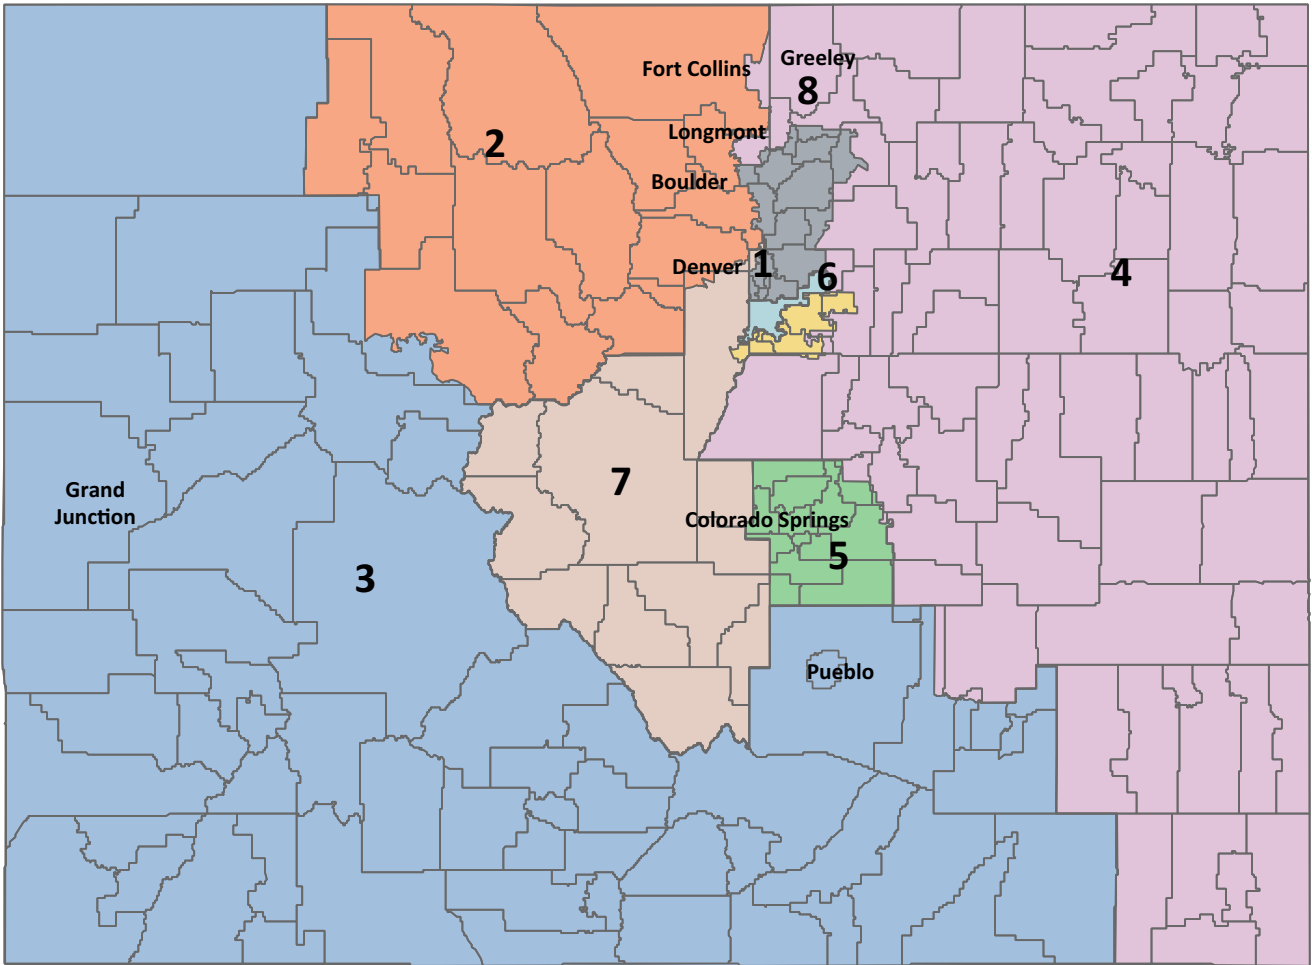 Fort Collins
Greeley
8
2
Longmont
Boulder
Denver
1
6
4
Grand
Junction
7
Colorado Springs
5
3
Pueblo